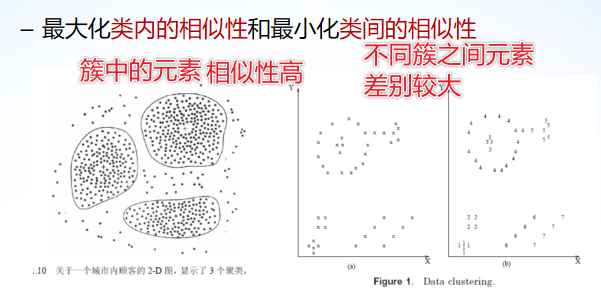 – 最大化类内的相似性和最小化类间的相似性
簇中的元素 相似性高
不同簇之间元素
差别较大
Y
X
(a)
X
(b)
1.10 关于一个城市内顾客的 2-D 图，显示了 3 个聚类，
Figure 1. Data clustering.